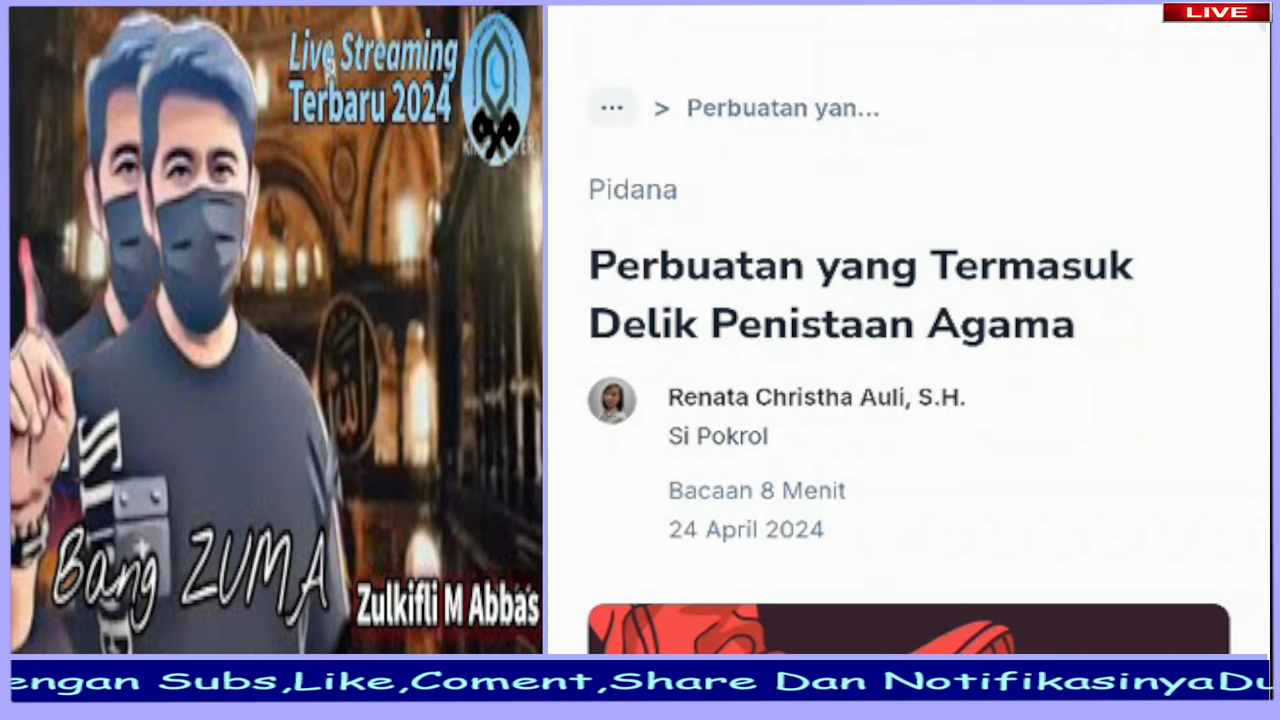 LIVE
Live Streaming
Terbaru 2024
Bang ZUMA
Zulkifli M Abbas
... > Perbuatan yan...
Pidana
Perbuatan yang Termasuk
Delik Penistaan Agama
Renata Christha Auli, S.H.
Si Pokrol
Bacaan 8 Menit
24 April 2024
engan Subs,Like,Coment,Share Dan NotifikasinyaDu